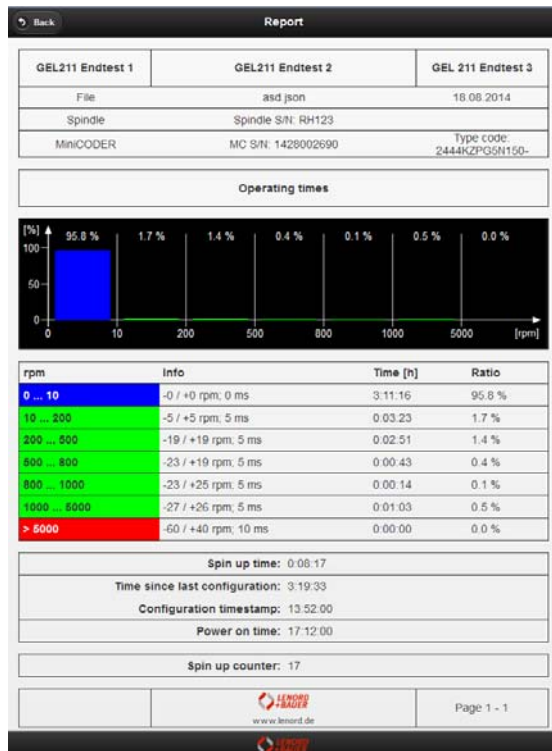 Back Report
GEL211 Endtest 1 GEL211 Endtest 2 GEL 211 Endtest 3
File asd.json 18.08.2014
Spindle Spindle S/N: RH123
MiniCODER MC S/N: 1428002690 Type code:
2444KZPG5N150-
Operating times
[%] 95.8 % 1.7 % 1.4 % 0.4 % 0.1 % 0.5 % 0.0 %
100
50
0
0 10 200 500 800 1000 5000 [rpm]
rpm Info Time [h] Ratio
0 ... 10 -0 / +0 rpm; 0 ms 3:11:16 95.8 %
10 ... 200 -5 / +5 rpm; 5 ms 0:03:23 1.7 %
200 ... 500 -19 / +19 rpm; 5 ms 0:02:51 1.4 %
500 ... 800 -23 / +19 rpm; 5 ms 0:00:43 0.4 %
800 ... 1000 -23 / +25 rpm; 5 ms 0:00:14 0.1 %
1000 ... 5000 -27 / +26 rpm; 5 ms 0:01:03 0.5 %
> 5000 -60 / +40 rpm; 10 ms 0:00:00 0.0 %
Spin up time: 0:08:17
Time since last configuration: 3:19:33
Configuration timestamp: 13:52:00
Power on time: 17:12:00
Spin up counter: 17
LENORD
+BAUER
www.lenord.de
Page 1 - 1
LENORD
+BAUER